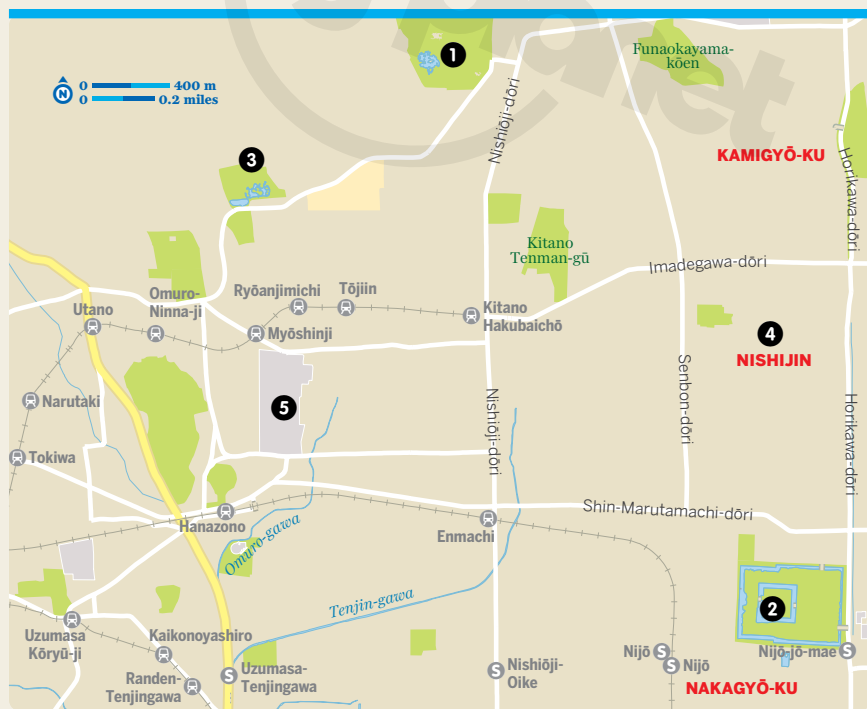 planet
1
Funaokayama-
kōen
0 400 m
N
0 0.2 miles
Nishiōji-dōri
KAMIGYŌ-KU
Horikawa-dōri
3
Kitano
Tenman-gū
Imadegawa-dōri
Omuro-
Ninna-ji
Ryōanjimichi
Tōjiin
Utano
Kitano
Hakubaichō
Myōshinji
4
NISHIJIN
Senbon-dōri
Nishiōji-dōri
Horikawa-dōri
Narutaki
5
Tokiwa
Hanazono
Shin-Marutamachi-dōri
Enmachi
Omuro-gawa
Tenjin-gawa
2
Uzumasa
Kōryū-ji
Kaikonoyashiro
Randen-
Tenjingawa
S
Uzumasa-
Tenjingawa
S
Nishiōji-
Oike
Nijō
S
S
Nijō
Nijō-jō-mae
S
NAKAGYŌ-KU